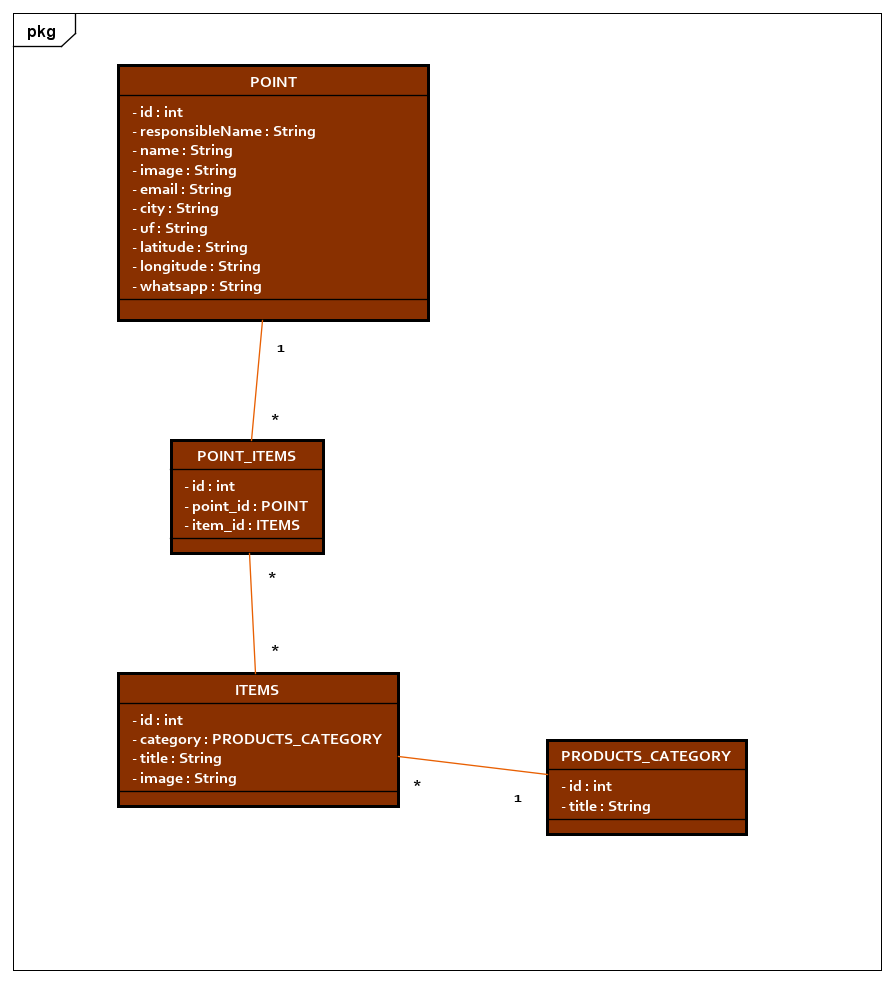 pkg
POINT
- id : int
- responsibleName : String
- name : String
- image : String
- email : String
- city : String
- uf : String
- latitude : String
- longitude : String
- whatsapp : String
1
*
POINT_ITEMS
- id : int
- point_id : POINT
- item_id : ITEMS
*
*
ITEMS
- id : int
- category : PRODUCTS_CATEGORY
- title : String
- image : String
*
1
PRODUCTS_CATEGORY
- id : int
- title : String